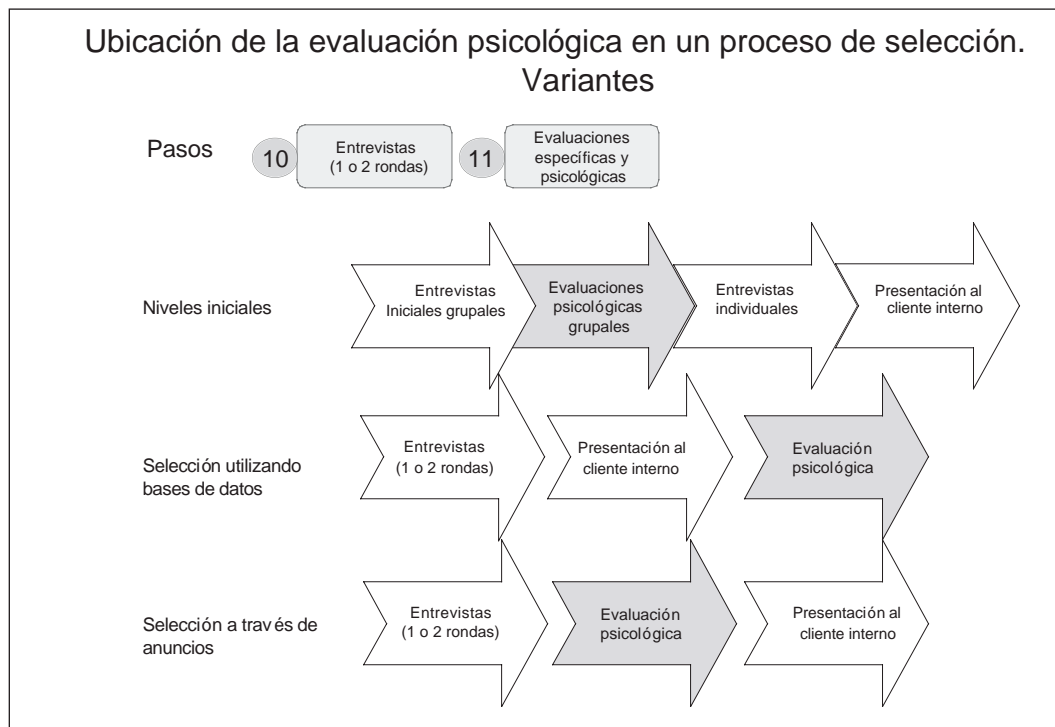 Ubicación de la evaluación psicológica en un proceso de selección.
Variantes
Pasos
10
Entrevistas
(1 o 2 rondas)
11
Evaluaciones
específicas y
psicológicas
Niveles iniciales
Entrevistas
Iniciales grupales
Evaluaciones
psicológicas
grupales
Entrevistas
individuales
Presentación al
cliente interno
Selección utilizando
bases de datos
Entrevistas
(1 o 2 rondas)
Presentación al
cliente interno
Evaluación
psicológica
Selección a través de
anuncios
Entrevistas
(1 o 2 rondas)
Evaluación
psicológica
Presentación al
cliente interno